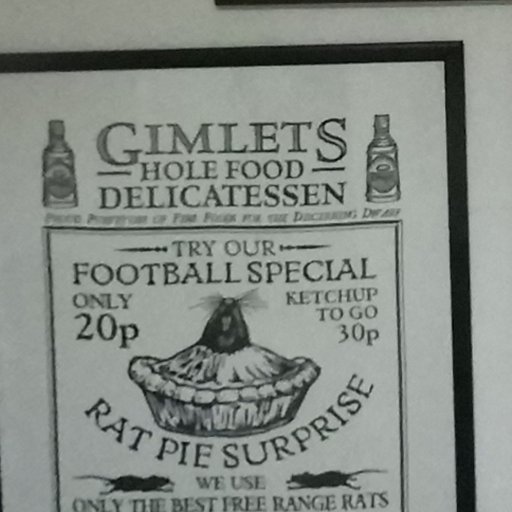 GIMLETS
HOLE FOOD
DELICATESSEN
PROUD PURVEYORS OF FINE FOODS FOR THE DISCERNING DWARF
TRY OUR
FOOTBALL SPECIAL
ONLY
20p
KETCHUP
TO GO
30p
RAT PIE SURPRISE
WE USE
ONLY THE BEST FREE RANGE RATS